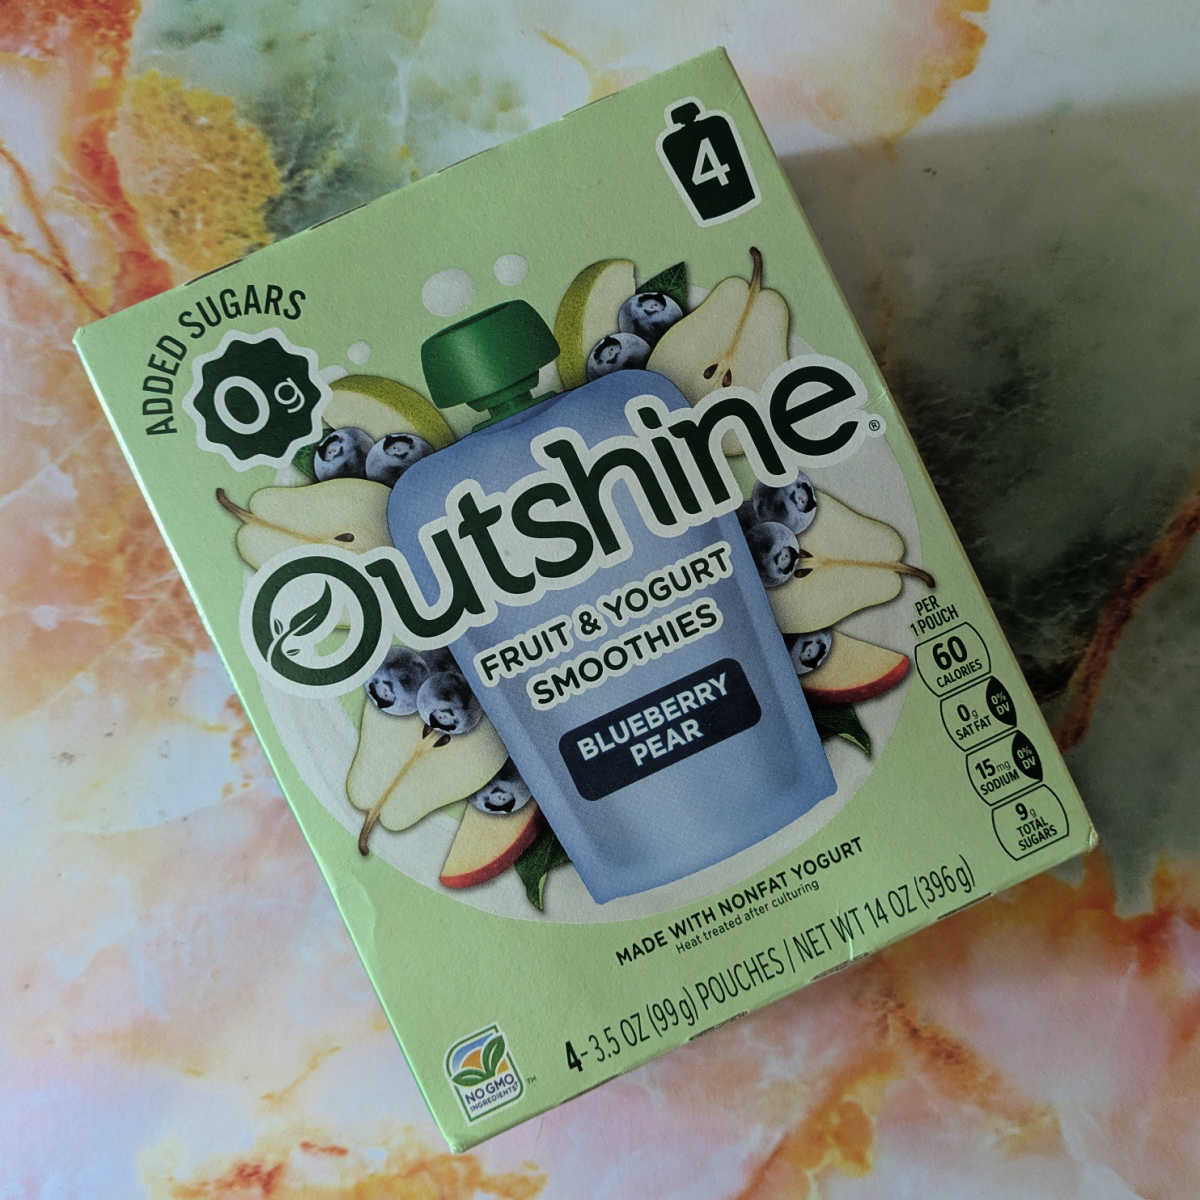 4
ADDED SUGARS
0g
Outshine®
FRUIT & YOGURT
SMOOTHIES
BLUEBERRY
PEAR
PER
1 POUCH
60
CALORIES
0g
SAT FAT
0%
DV
15mg
SODIUM
0%
DV
9g
TOTAL
SUGARS
MADE WITH NONFAT YOGURT
Heat treated after culturing
4-3.5 OZ (99g) POUCHES / NET WT 14 OZ (396g)
NO GMO
INGREDIENTS†
TM